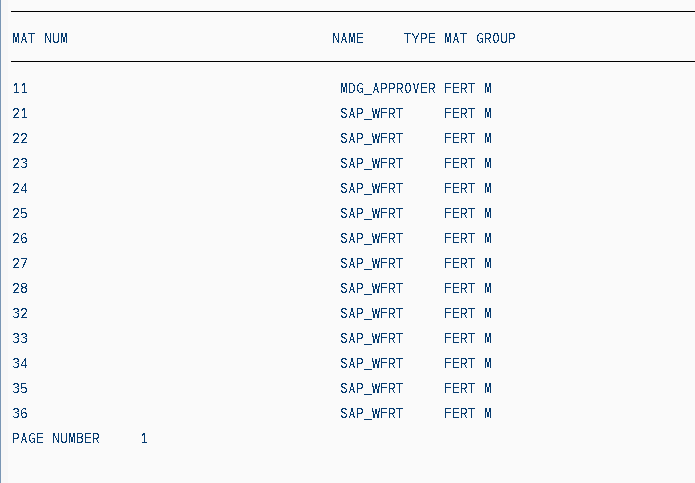 MAT NUM NAME TYPE MAT GROUP
11 MDG_APPROVER FERT M
21 SAP_WFRT FERT M
22 SAP_WFRT FERT M
23 SAP_WFRT FERT M
24 SAP_WFRT FERT M
25 SAP_WFRT FERT M
26 SAP_WFRT FERT M
27 SAP_WFRT FERT M
28 SAP_WFRT FERT M
32 SAP_WFRT FERT M
33 SAP_WFRT FERT M
34 SAP_WFRT FERT M
35 SAP_WFRT FERT M
36 SAP_WFRT FERT M
PAGE NUMBER 1